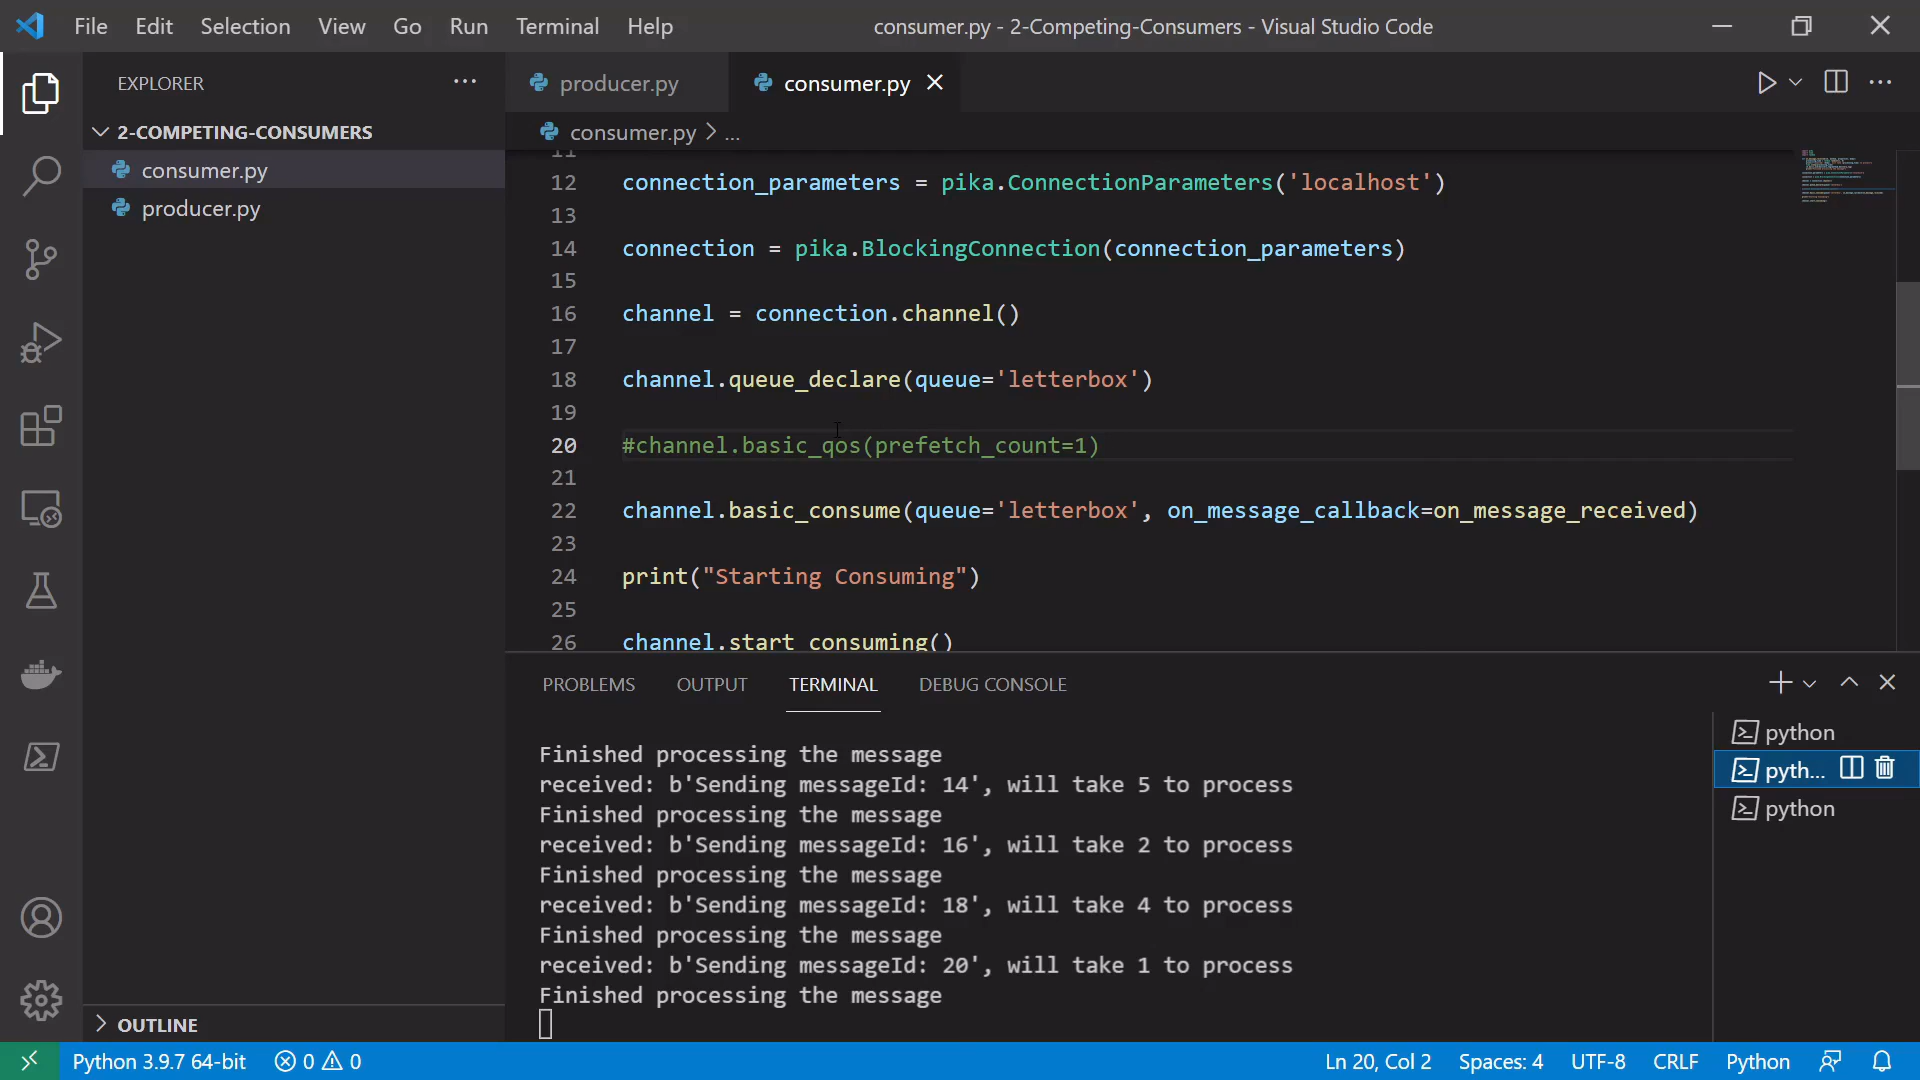 File Edit Selection View Go Run Terminal Help
consumer.py - 2-Competing-Consumers - Visual Studio Code
EXPLORER
2-COMPETING-CONSUMERS
consumer.py
producer.py
OUTLINE
producer.py
consumer.py
consumer.py > ...
11
12 connection_parameters = pika.ConnectionParameters('localhost')
13
14 connection = pika.BlockingConnection(connection_parameters)
15
16 channel = connection.channel()
17
18 channel.queue_declare(queue='letterbox')
19
20 #channel.basic_qos(prefetch_count=1)
21
22 channel.basic_consume(queue='letterbox', on_message_callback=on_message_received)
23
24 print("Starting Consuming")
25
26 channel.start_consuming()
PROBLEMS OUTPUT TERMINAL DEBUG CONSOLE
Finished processing the message
received: b'Sending messageId: 14', will take 5 to process
Finished processing the message
received: b'Sending messageId: 16', will take 2 to process
Finished processing the message
received: b'Sending messageId: 18', will take 4 to process
Finished processing the message
received: b'Sending messageId: 20', will take 1 to process
Finished processing the message
python
pyth...
python
Python 3.9.7 64-bit 0 0
Ln 20, Col 2 Spaces: 4 UTF-8 CRLF Python